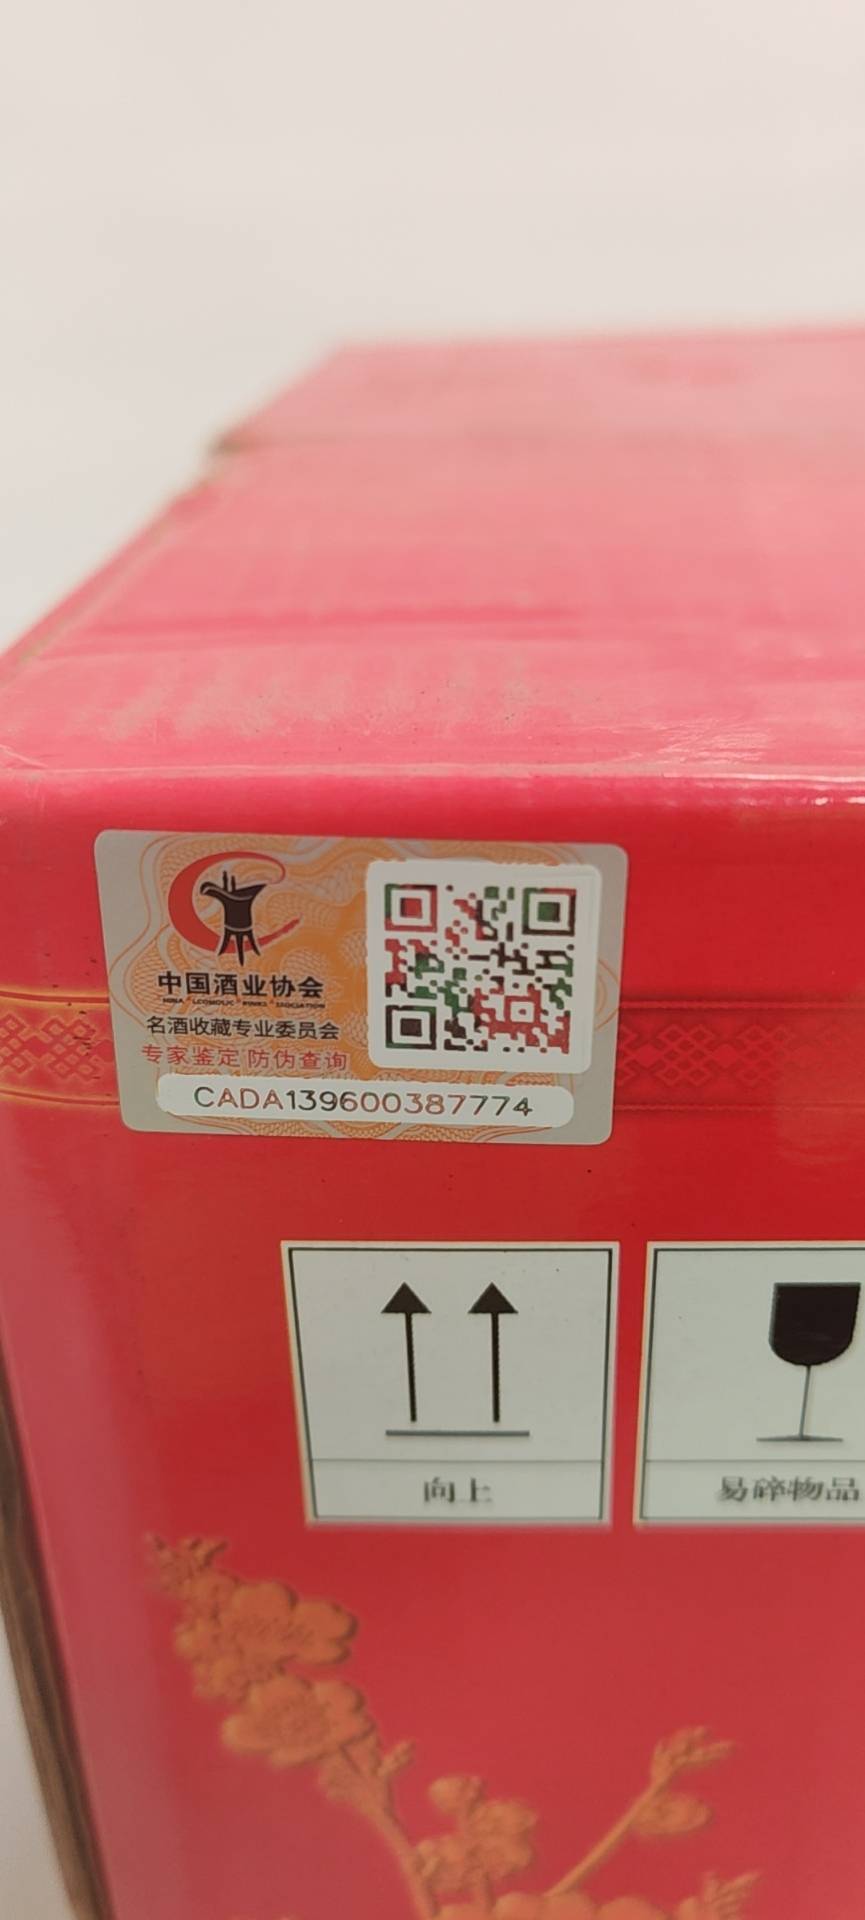 中国酒业协会
名酒收藏专业委员会
专家鉴定 防伪查询
CADA139600387774
向上
易碎物品